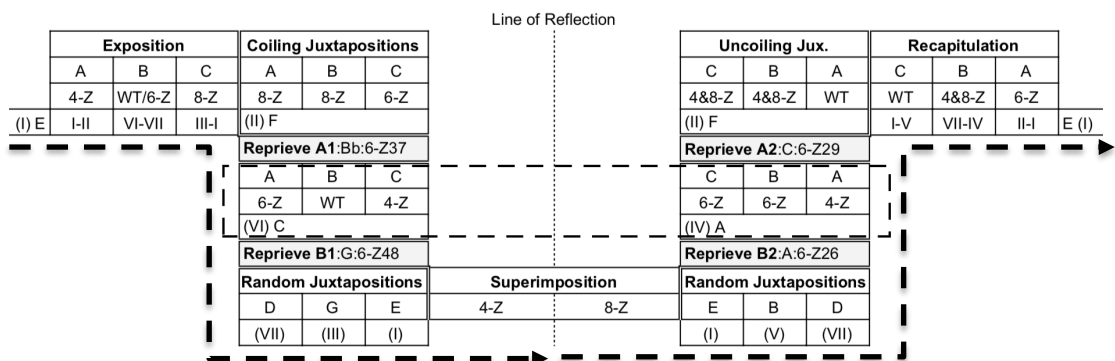 Line of Reflection
Exposition Coiling Juxtapositions Uncoiling Jux. Recapitulation
A B C A B C C B A C B A
4-Z WT/6-Z 8-Z 8-Z 8-Z 6-Z 4&8-Z 4&8-Z WT WT 4&8-Z 6-Z
(I) E I-II VI-VII III-I (II) F (II) F I-V VII-IV II-I E (I)
Reprieve A1:Bb:6-Z37 Reprieve A2:C:6-Z29
A B C C B A
6-Z WT 4-Z 6-Z 6-Z 4-Z
(VI) C (IV) A
Reprieve B1:G:6-Z48 Reprieve B2:A:6-Z26
Random Juxtapositions Superimposition Random Juxtapositions
D G E 4-Z 8-Z E B D
(VII) (III) (I) (I) (V) (VII)